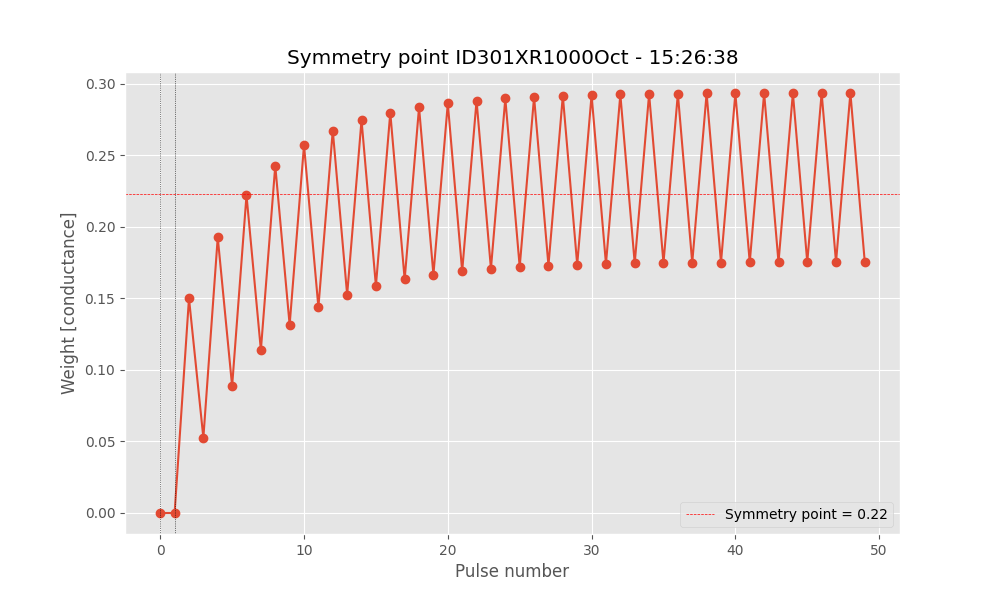 Symmetry point ID301XR1000Oct - 15:26:38
Weight [conductance]
0.30
0.25
0.20
0.15
0.10
0.05
0.00
Symmetry point = 0.22
0 10 20 30 40 50
Pulse number